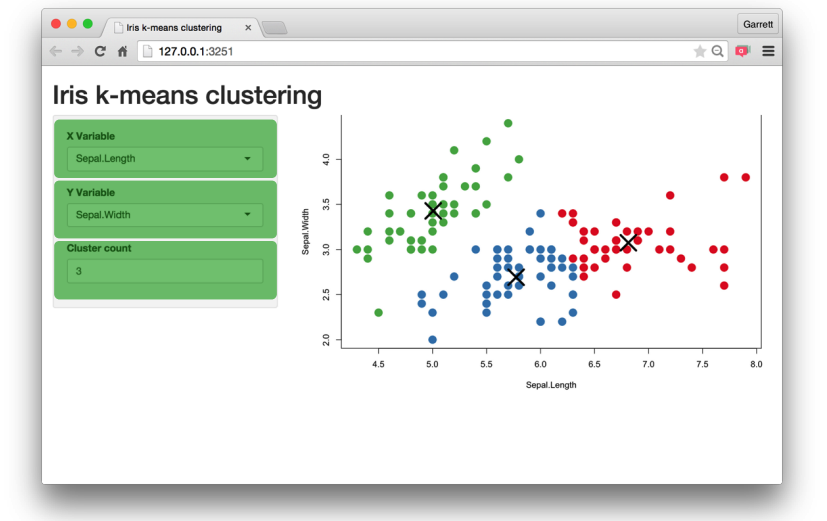 Iris k-means clustering
Garrett
127.0.0.1:3251
Iris k-means clustering
X Variable
Sepal.Length
Y Variable
Sepal.Width
Cluster count
3
Sepal.Width
4.0
3.5
3.0
2.5
2.0
4.5 5.0 5.5 6.0 6.5 7.0 7.5 8.0
Sepal.Length